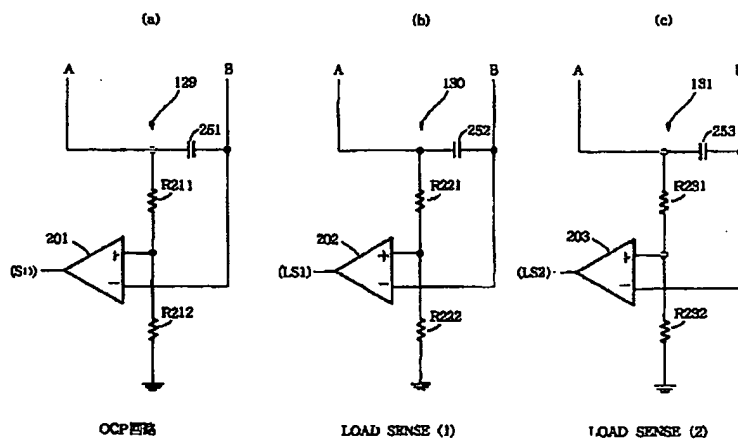 (a)
(b)
(c)
A
B
A
B
A
B
129
130
131
251
252
253
R211
R221
R231
201
202
203
+
+
+
−
−
−
(SD)
(LS1)
(LS2)
R212
R222
R232
OCP回路
LOAD SENSE (1)
LOAD SENSE (2)